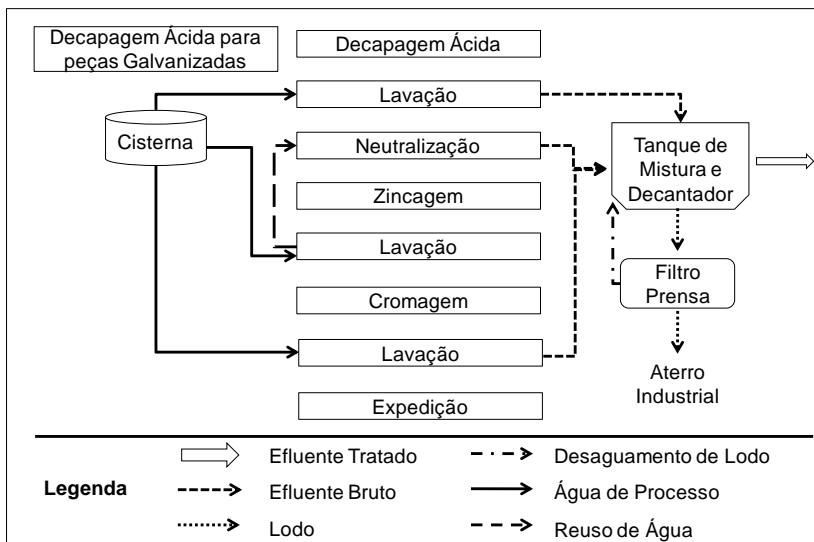 Decapagem Ácida para
peças Galvanizadas
Decapagem Ácida
Lavação
Cisterna
Neutralização
Tanque de
Mistura e
Decantador
Zincagem
Lavação
Filtro
Prensa
Cromagem
Lavação
Aterro
Industrial
Expedição
Legenda
Efluente Tratado
Desaguamento de Lodo
Efluente Bruto
Água de Processo
Lodo
Reuso de Água